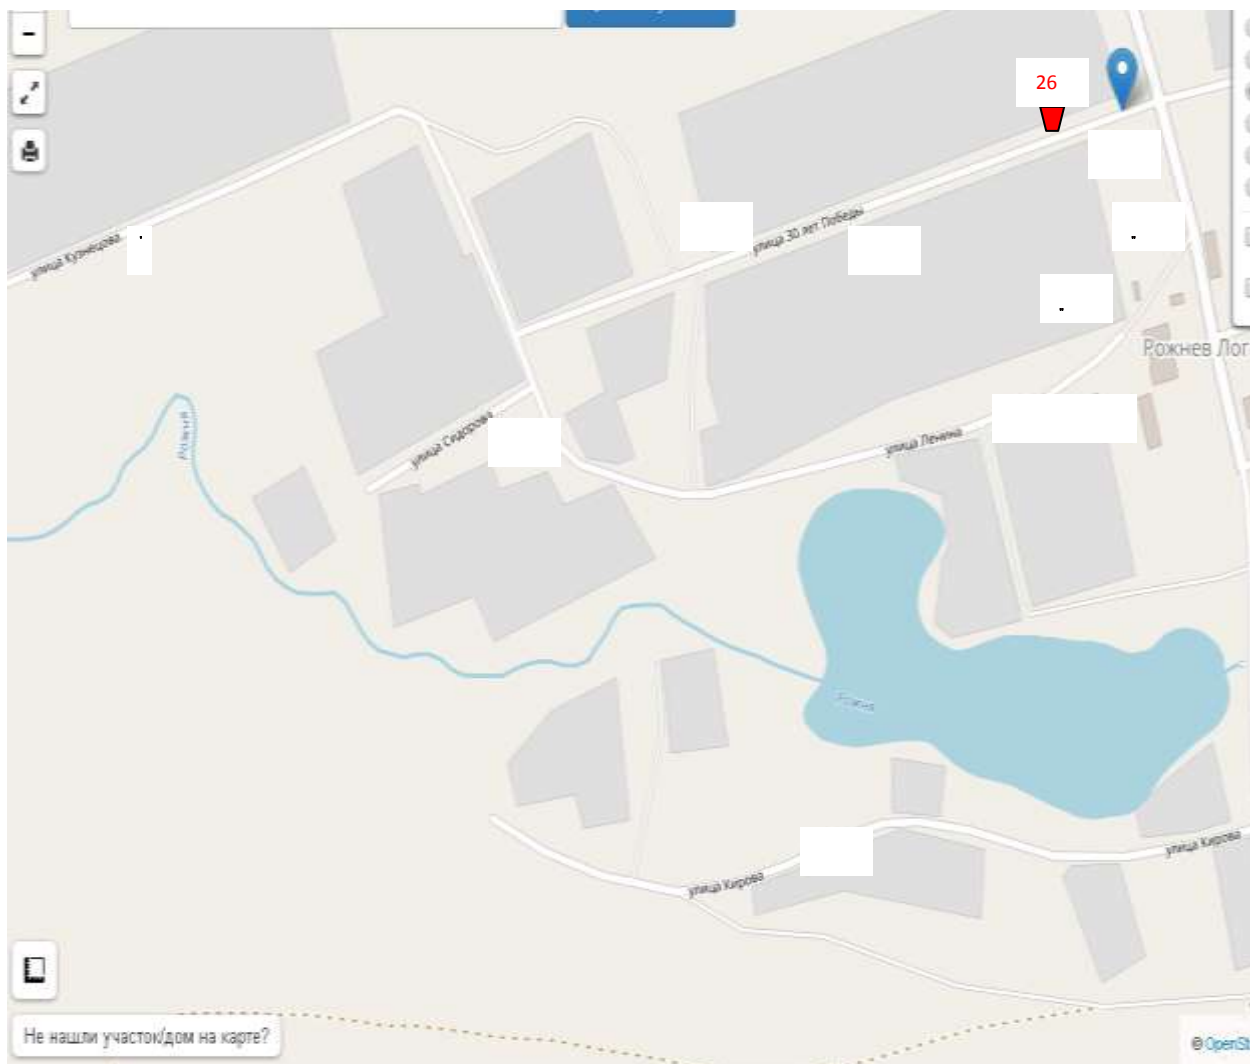 26
улица 30 лет Победы
улица Кузнецова
Рожнев Лог
улица Сидорова
улица Ленина
Рожня
улица Кирова
улица Кирова
Не нашли участок/дом на карте?
© OpenSt